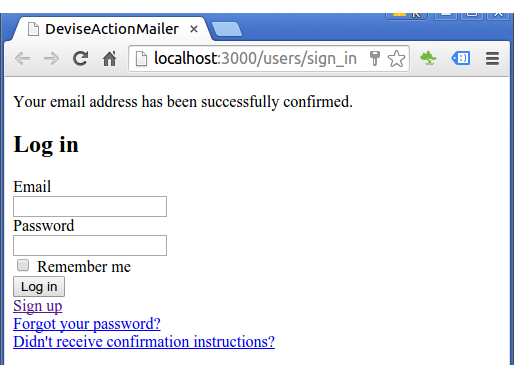 DeviseActionMailer
localhost:3000/users/sign_in
Your email address has been successfully confirmed.
Log in
Email
Password
Remember me
Log in
Sign up
Forgot your password?
Didn't receive confirmation instructions?